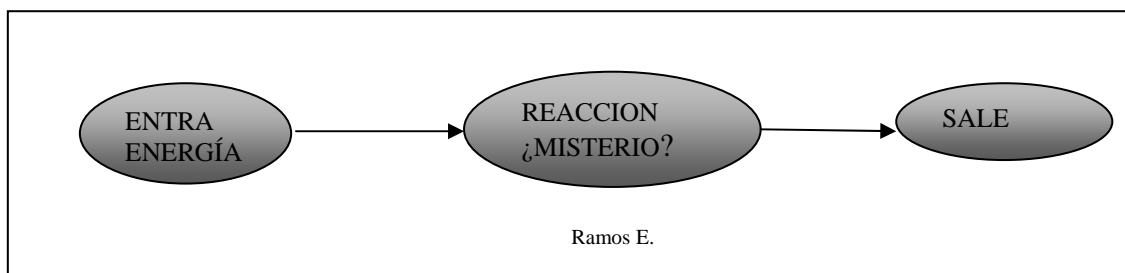 ENTRA
ENERGÍA
REACCION
¿MISTERIO?
SALE
Ramos E.